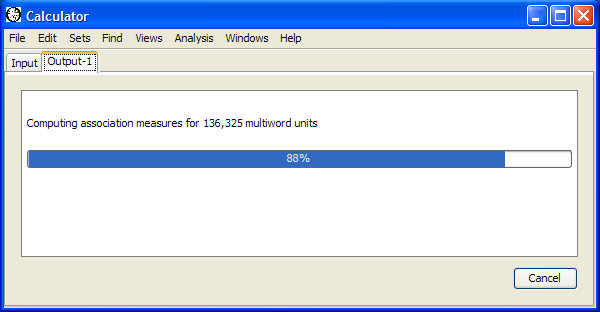 Calculator
File Edit Sets Find Views Analysis Windows Help
Input Output-1
Computing association measures for 136,325 multiword units
88%
Cancel